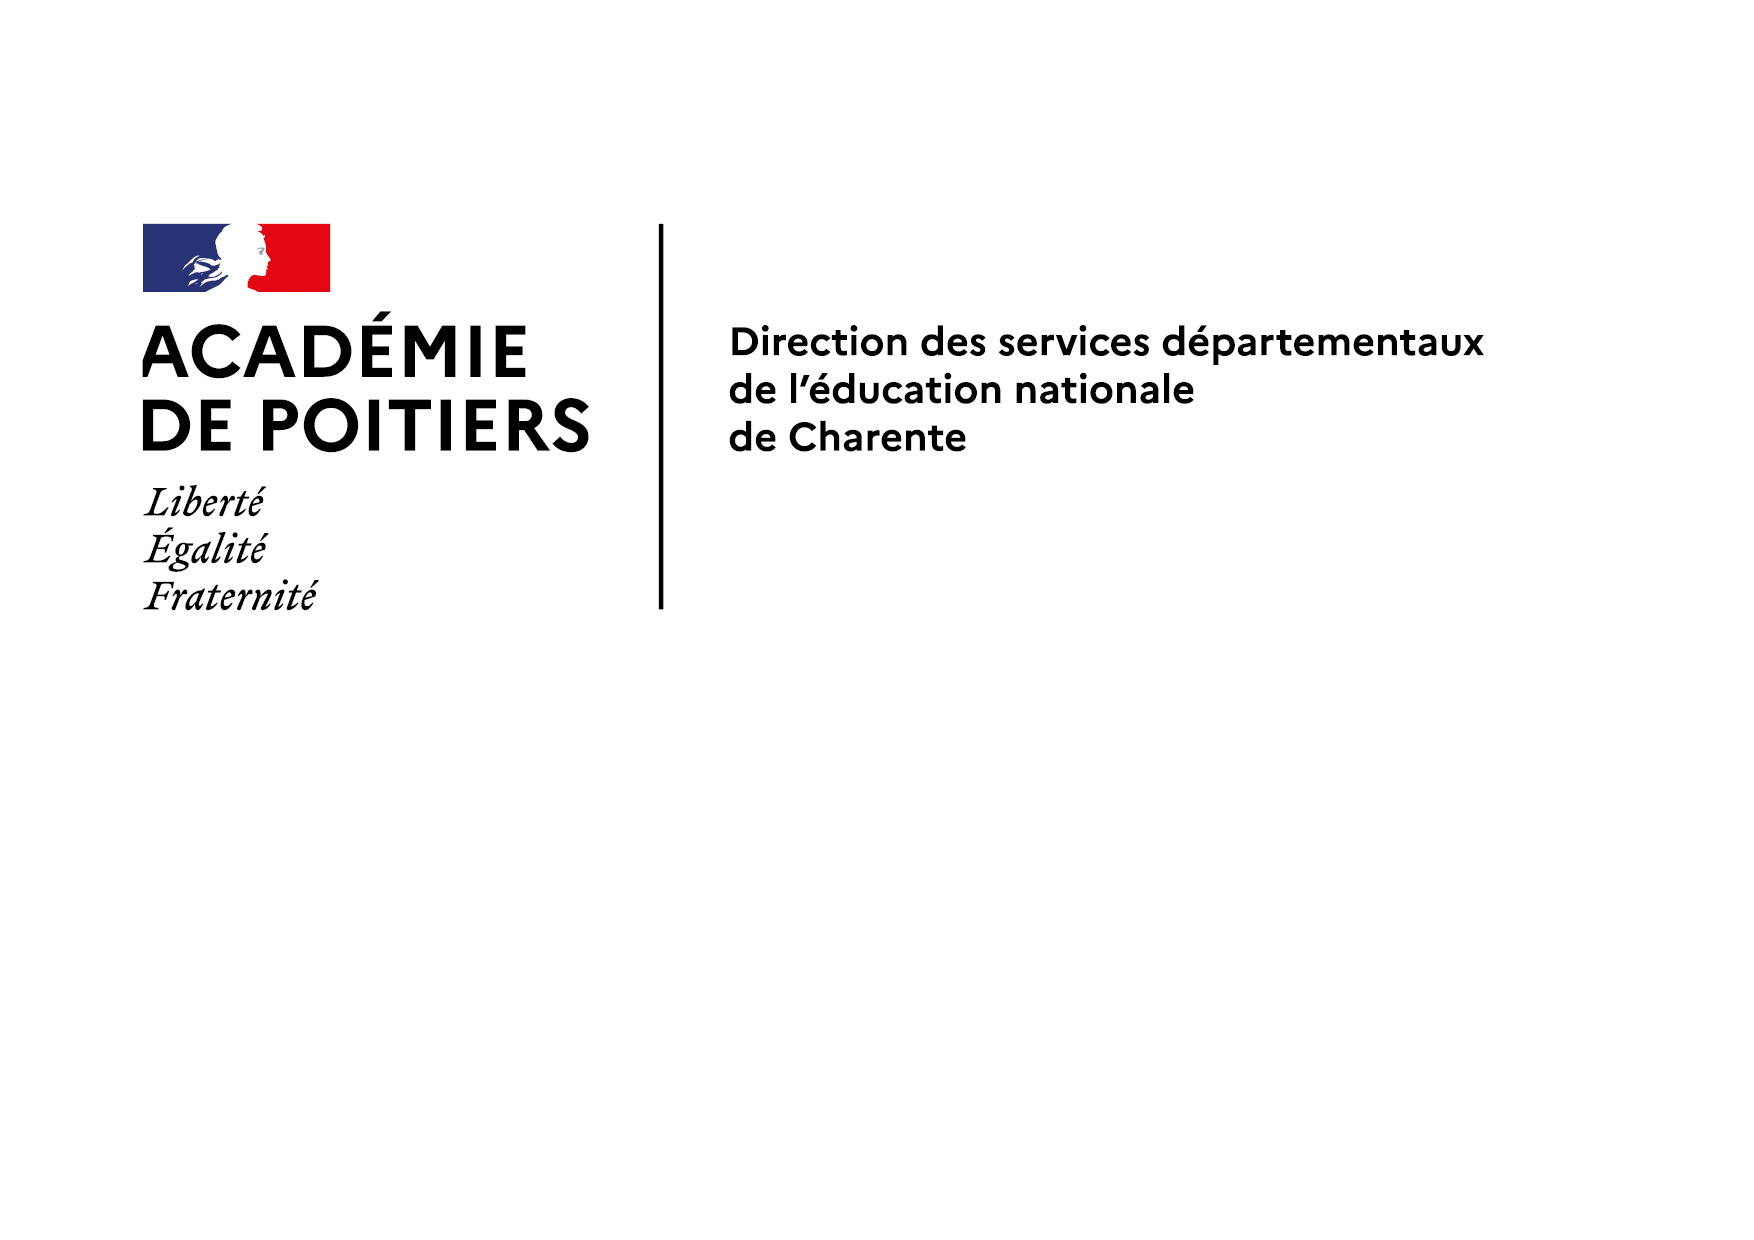 ACADÉMIE
DE POITIERS
Liberté
Égalité
Fraternité
Direction des services départementaux
de l’éducation nationale
de Charente